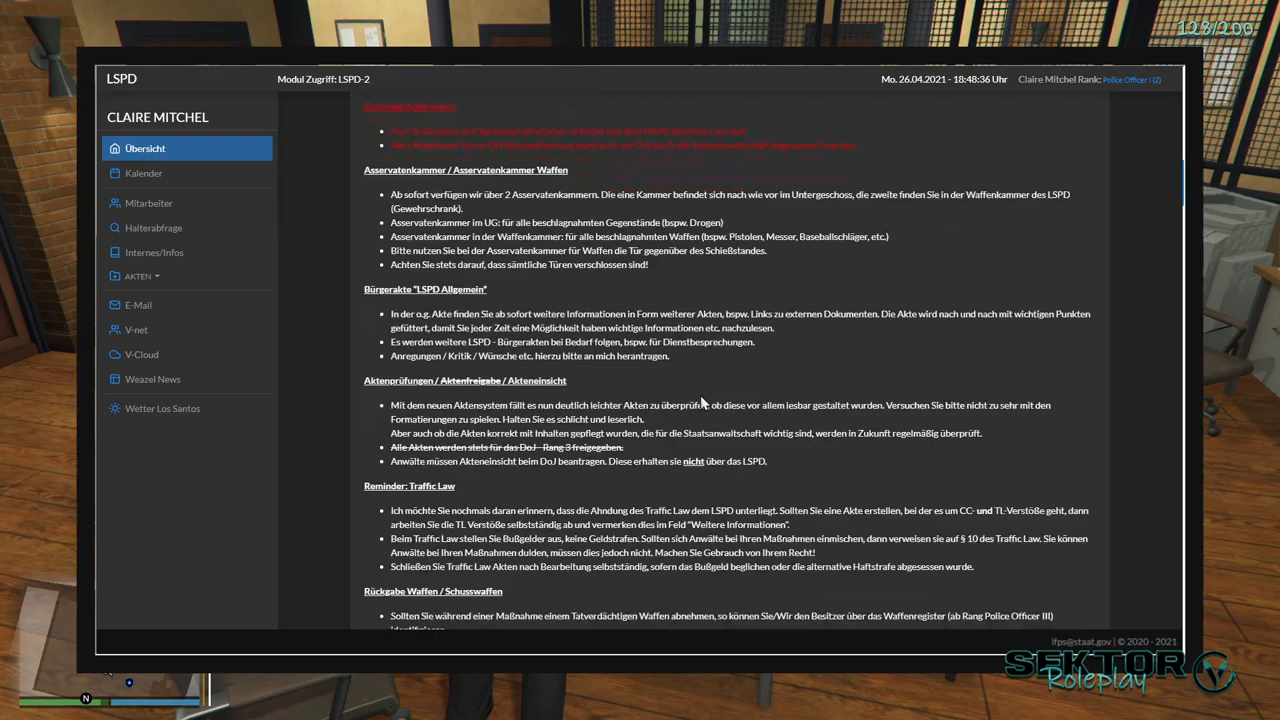 128/200
LSPD
Modul Zugriff: LSPD-2
Mo. 26.04.2021 - 18:48:36 Uhr
Claire Mitchel Rank: Police Officer I (2)
CLAIRE MITCHEL
Übersicht
Kalender
Mitarbeiter
Halterabfrage
Internes/Infos
AKTEN
E-Mail
V-net
V-Cloud
Weazel News
Wetter Los Santos
Asservatenkammer / Asservatenkammer Waffen
Ab sofort verfügen wir über 2 Asservatenkammern. Die eine Kammer befindet sich nach wie vor im Untergeschoss, die zweite finden Sie in der Waffenkammer des LSPD
(Gewehrschrank).
Asservatenkammer im UG: für alle beschlagnahmten Gegenstände (bspw. Drogen)
Asservatenkammer in der Waffenkammer: für alle beschlagnahmten Waffen (bspw. Pistolen, Messer, Baseballschläger, etc.)
Bitte nutzen Sie bei der Asservatenkammer für Waffen die Tür gegenüber des Schießstandes.
Achten Sie stets darauf, dass sämtliche Türen verschlossen sind!
Bürgerakte "LSPD Allgemein"
In der o.g. Akte finden Sie ab sofort weitere Informationen in Form weiterer Akten, bspw. Links zu externen Dokumenten. Die Akte wird nach und nach mit wichtigen Punkten
gefüttert, damit Sie jeder Zeit eine Möglichkeit haben wichtige Informationen etc. nachzulesen.
Es werden weitere LSPD - Bürgerakten bei Bedarf folgen, bspw. für Dienstbesprechungen.
Anregungen / Kritik / Wünsche etc. hierzu bitte an mich herantragen.
Aktenprüfungen / Aktenfreigabe / Akteneinsicht
Mit dem neuen Aktensystem fällt es nun deutlich leichter Akten zu überprüfen, ob diese vor allem lesbar gestaltet wurden. Versuchen Sie bitte nicht zu sehr mit den
Formatierungen zu spielen. Halten Sie es schlicht und leserlich.
Aber auch ob die Akten korrekt mit Inhalten gepflegt wurden, die für die Staatsanwaltschaft wichtig sind, werden in Zukunft regelmäßig überprüft.
Alle Akten werden stets für das DoJ - Rang 3 freigegeben.
Anwälte müssen Akteneinsicht beim DoJ beantragen. Diese erhalten sie nicht über das LSPD.
Reminder: Traffic Law
Ich möchte Sie nochmals daran erinnern, dass die Ahndung des Traffic Law dem LSPD unterliegt. Sollten Sie eine Akte erstellen, bei der es um CC- und TL-Verstöße geht, dann
arbeiten Sie die TL Verstöße selbstständig ab und vermerken dies im Feld "Weitere Informationen".
Beim Traffic Law stellen Sie Bußgelder aus, keine Geldstrafen. Sollten sich Anwälte bei Ihren Maßnahmen einmischen, dann verweisen sie auf § 10 des Traffic Law. Sie können
Anwälte bei Ihren Maßnahmen dulden, müssen dies jedoch nicht. Machen Sie Gebrauch von Ihrem Recht!
Schließen Sie Traffic Law Akten nach Bearbeitung selbstständig, sofern das Bußgeld beglichen oder die alternative Haftstrafe abgesessen wurde.
Rückgabe Waffen / Schusswaffen
Sollten Sie während einer Maßnahme einem Tatverdächtigen Waffen abnehmen, so können Sie/Wir den Besitzer über das Waffenregister (ab Rang Police Officer III)
lfps@staat.gov | © 2020 - 2021
SEKTOR
Roleplay
N